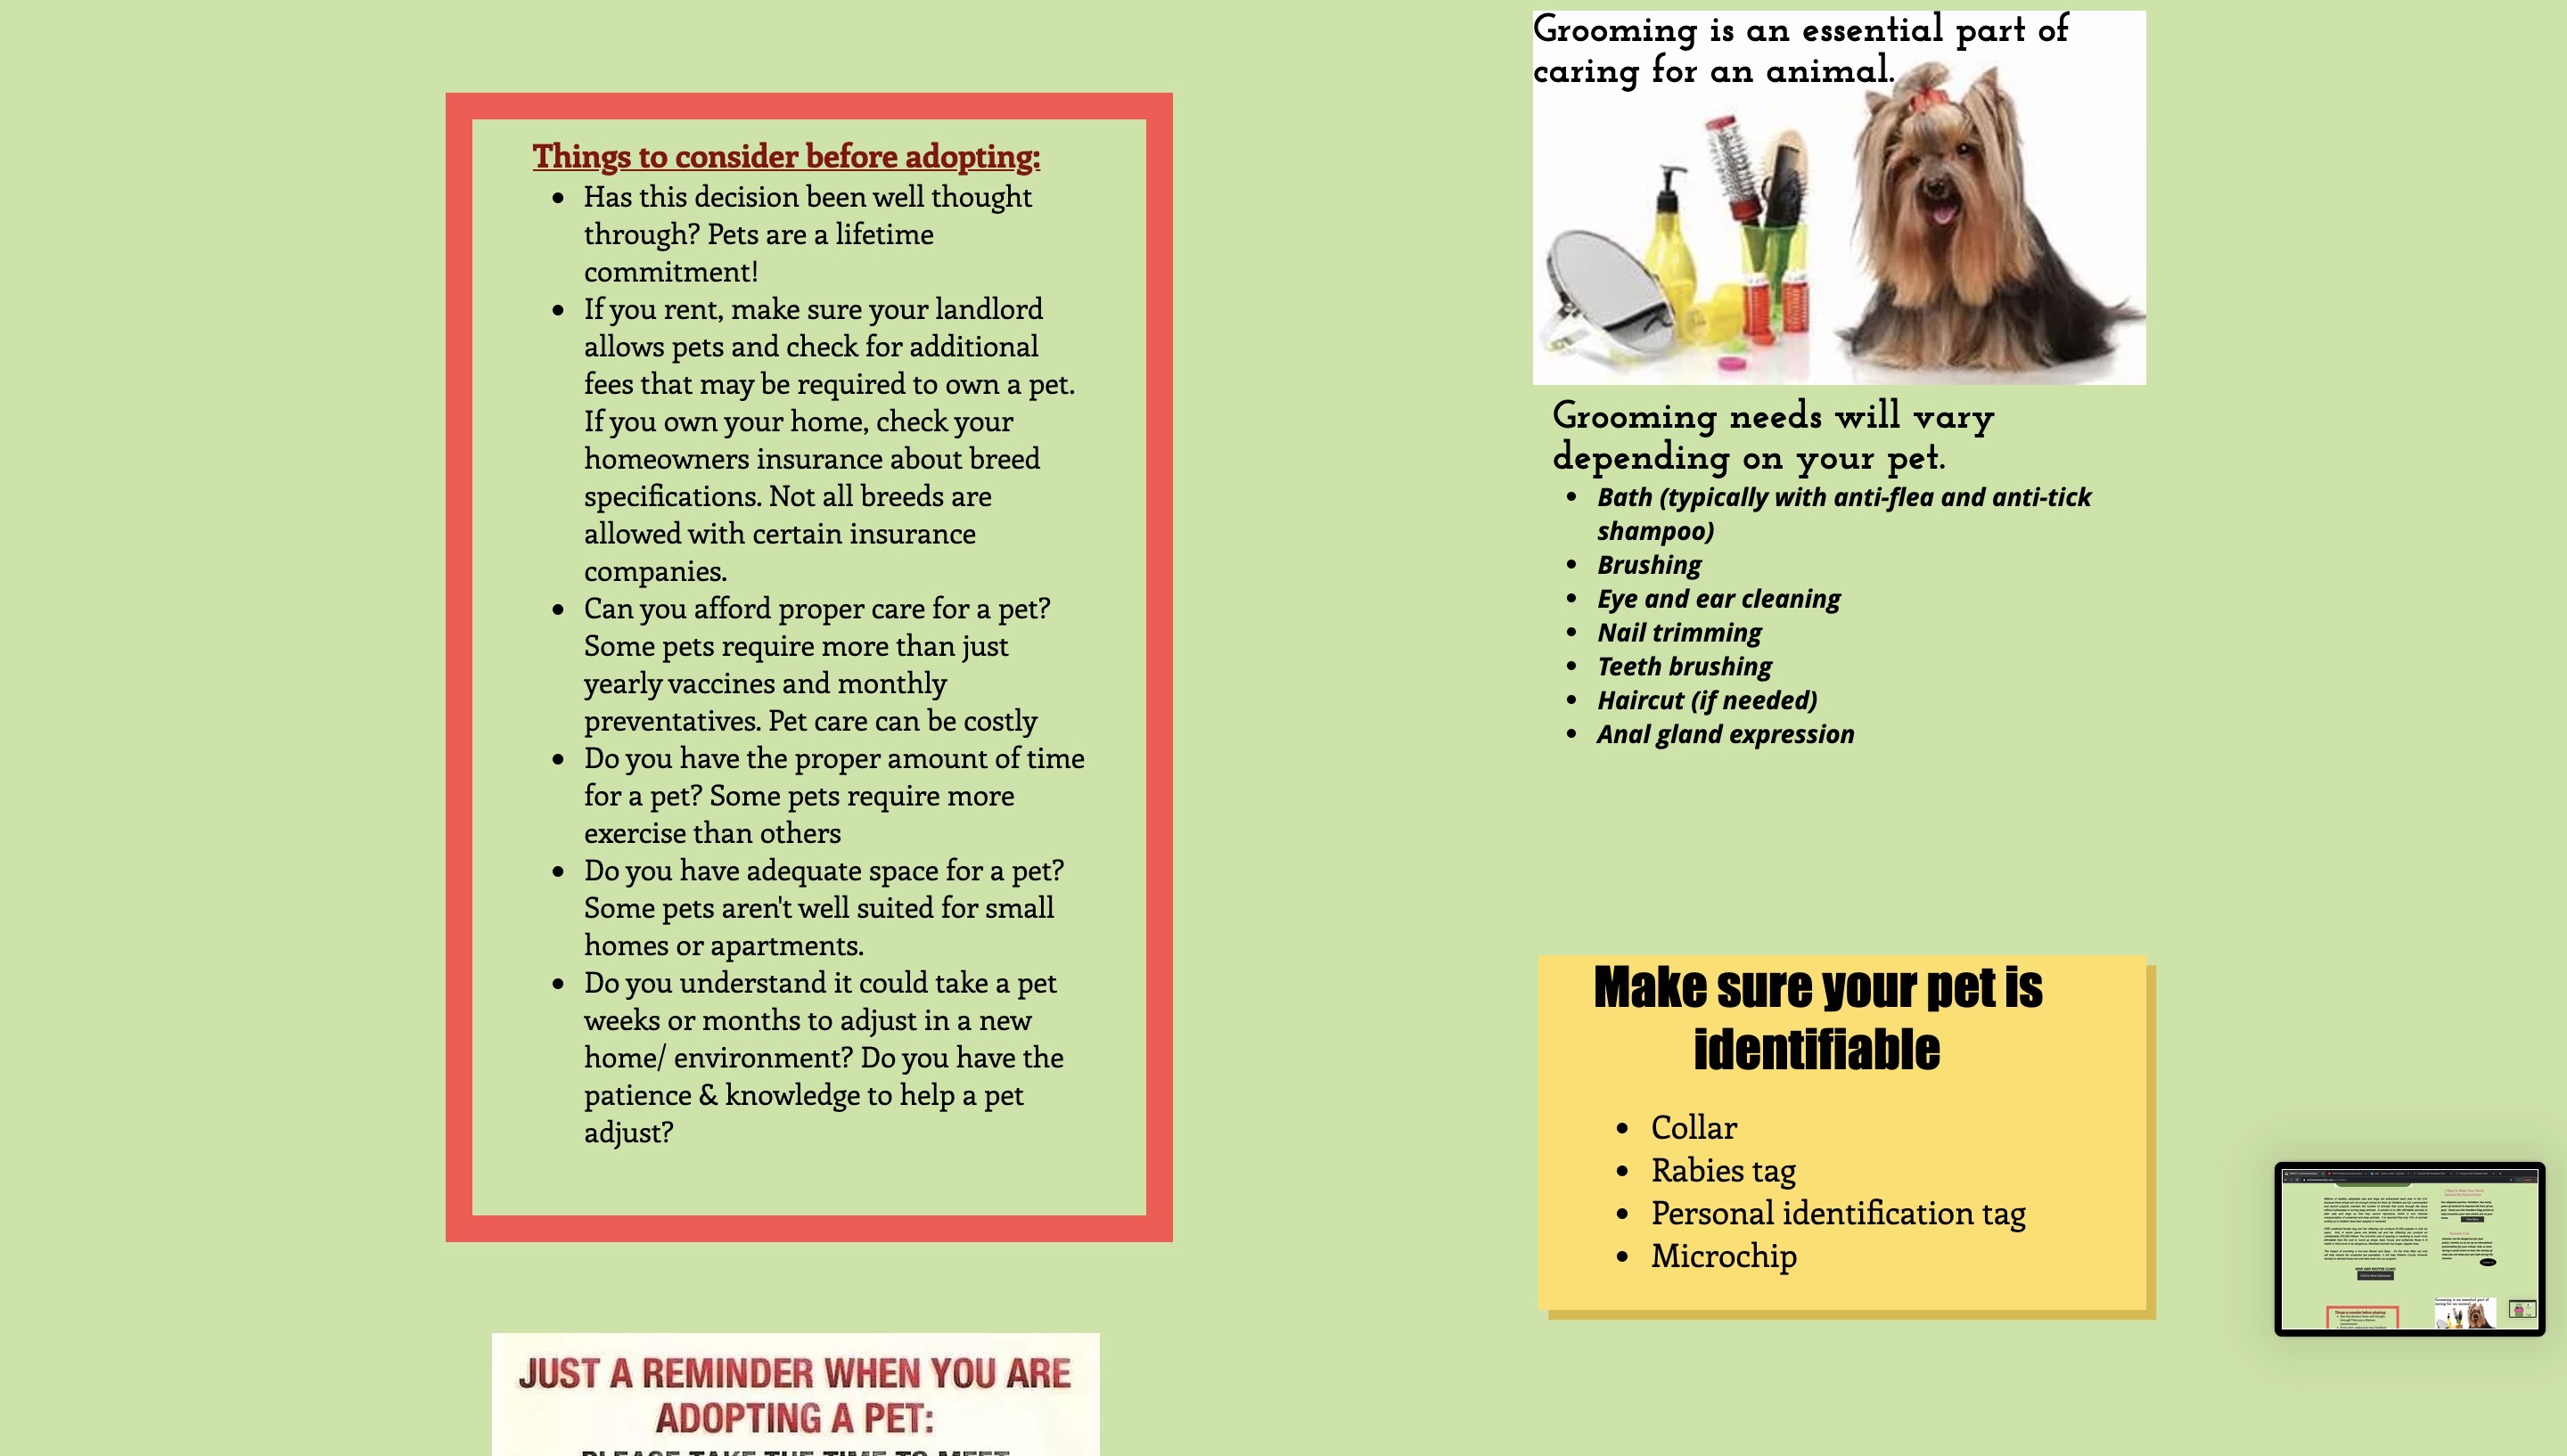 Things to consider before adopting:
• Has this decision been well thought
through? Pets are a lifetime
commitment!
• If you rent, make sure your landlord
allows pets and check for additional
fees that may be required to own a pet.
If you own your home, check your
homeowners insurance about breed
specifications. Not all breeds are
allowed with certain insurance
companies.
• Can you afford proper care for a pet?
Some pets require more than just
yearly vaccines and monthly
preventatives. Pet care can be costly
• Do you have the proper amount of time
for a pet? Some pets require more
exercise than others
• Do you have adequate space for a pet?
Some pets aren't well suited for small
homes or apartments.
• Do you understand it could take a pet
weeks or months to adjust in a new
home/ environment? Do you have the
patience & knowledge to help a pet
adjust?
JUST A REMINDER WHEN YOU ARE
ADOPTING A PET:
PLEASE TAKE THE TIME TO MEET
Grooming is an essential part of
caring for an animal.
Grooming needs will vary
depending on your pet.
• Bath (typically with anti-flea and anti-tick
shampoo)
• Brushing
• Eye and ear cleaning
• Nail trimming
• Teeth brushing
• Haircut (if needed)
• Anal gland expression
Make sure your pet is
identifiable
• Collar
• Rabies tag
• Personal identification tag
• Microchip